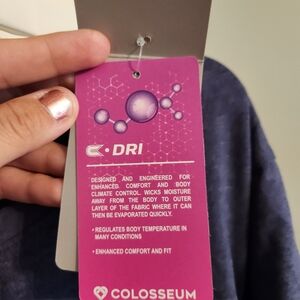 C·DRI
DESIGNED AND ENGINEERED FOR
ENHANCED COMFORT AND BODY
CLIMATE CONTROL. WICKS MOISTURE
AWAY FROM THE BODY TO OUTER
LAYER OF THE FABRIC WHERE IT CAN
THEN BE EVAPORATED QUICKLY.
• REGULATES BODY TEMPERATURE IN
MANY CONDITIONS
• ENHANCED COMFORT AND FIT
COLOSSEUM